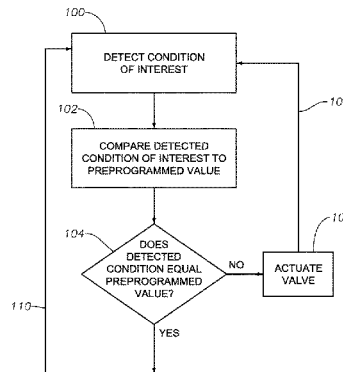 100
DETECT CONDITION
OF INTEREST
102
COMPARE DETECTED
CONDITION OF INTEREST TO
PREPROGRAMMED VALUE
104
DOES
DETECTED
CONDITION EQUAL
PREPROGRAMMED
VALUE?
NO
ACTUATE
VALVE
YES
110